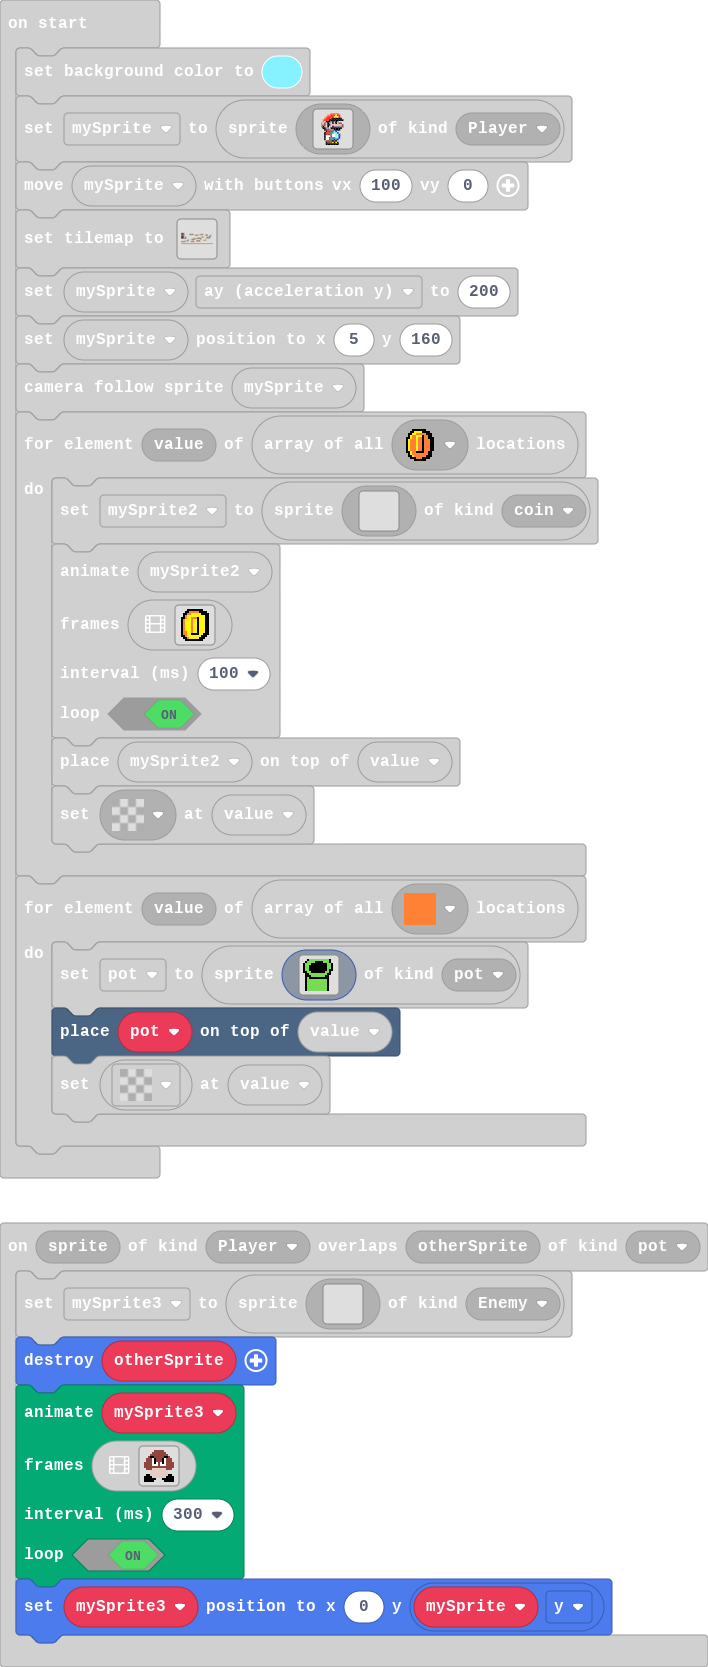 on start
set background color to
set mySprite to sprite of kind Player
move mySprite with buttons vx 100 vy 0
set tilemap to
set mySprite ay (acceleration y) to 200
set mySprite position to x 5 y 160
camera follow sprite mySprite
for element value of array of all locations
do
set mySprite2 to sprite of kind coin
animate mySprite2
frames
interval (ms) 100
loop ON
place mySprite2 on top of value
set at value
for element value of array of all locations
do
set pot to sprite of kind pot
place pot on top of value
set at value
on sprite of kind Player overlaps otherSprite of kind pot
set mySprite3 to sprite of kind Enemy
destroy otherSprite
animate mySprite3
frames
interval (ms) 300
loop ON
set mySprite3 position to x 0 y mySprite y